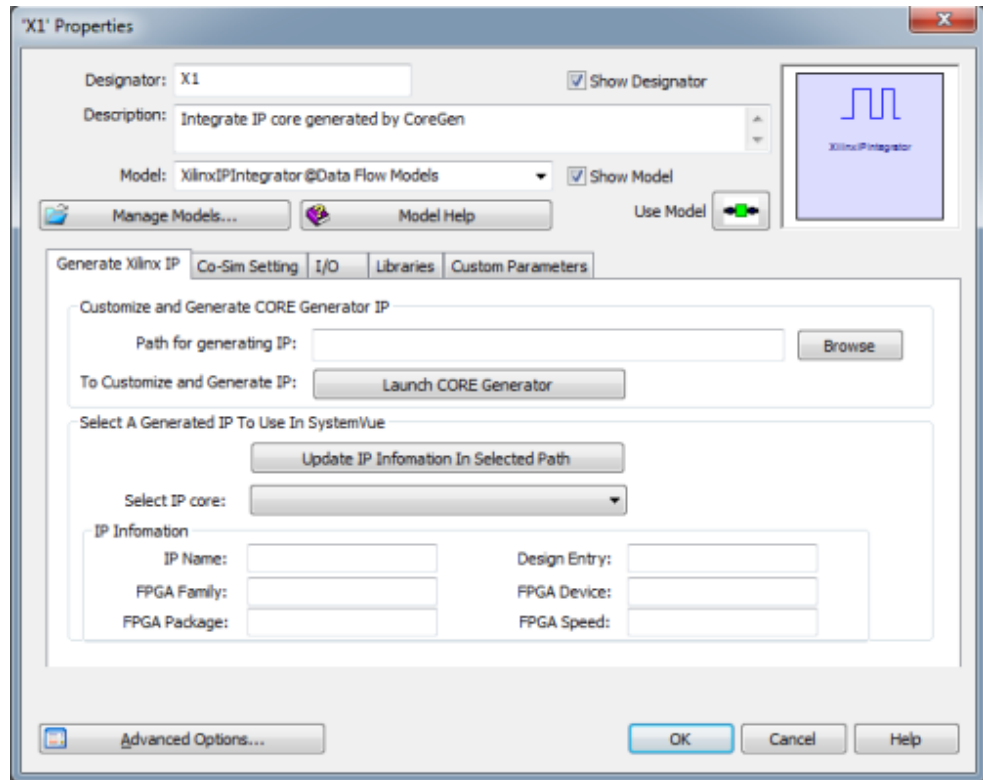 'X1' Properties
Designator: X1
Show Designator
Description: Integrate IP core generated by CoreGen
XilinxIPIntegrator
Model: XilinxIPIntegrator@Data Flow Models
Show Model
Manage Models...
Model Help
Use Model
Generate Xilinx IP Co-Sim Setting I/O Libraries Custom Parameters
Customize and Generate CORE Generator IP
Path for generating IP:
Browse
To Customize and Generate IP: Launch CORE Generator
Select A Generated IP To Use In SystemVue
Update IP Infomation In Selected Path
Select IP core:
IP Infomation
IP Name: Design Entry:
FPGA Family: FPGA Device:
FPGA Package: FPGA Speed:
Advanced Options... OK Cancel Help